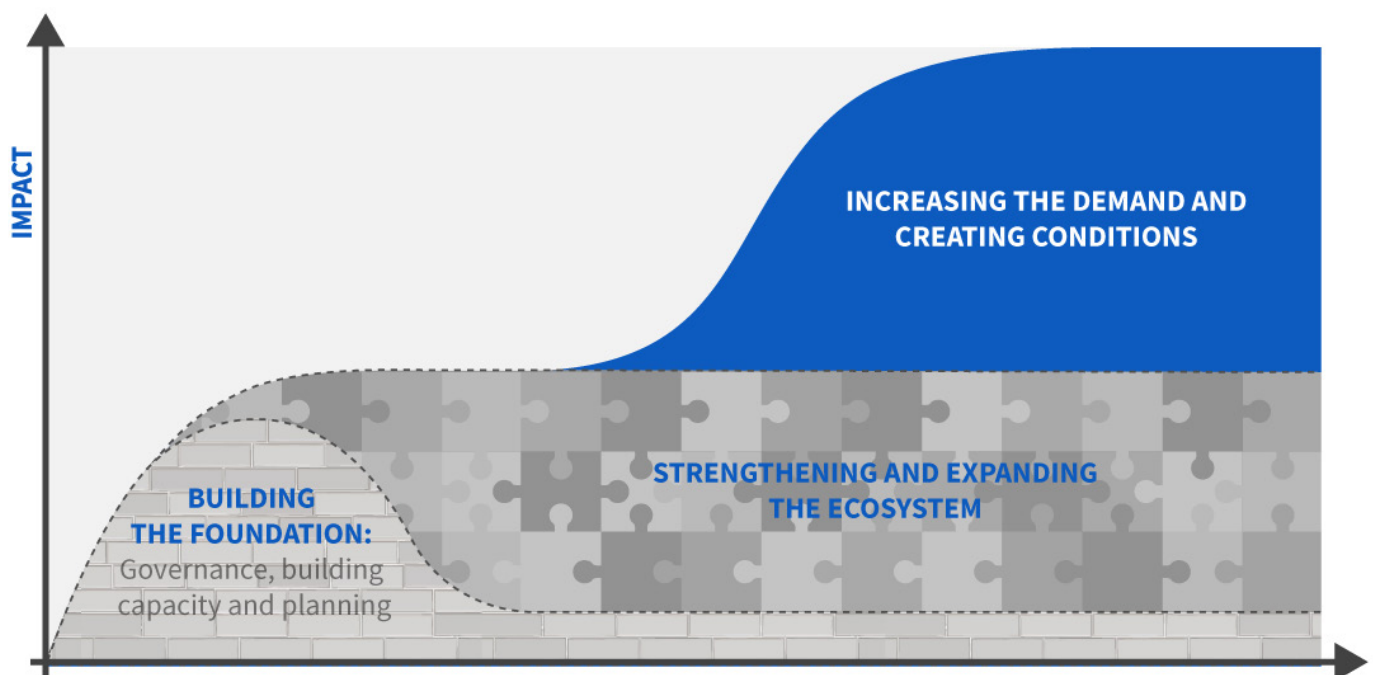 IMPACT
INCREASING THE DEMAND AND
CREATING CONDITIONS
STRENGTHENING AND EXPANDING
THE ECOSYSTEM
BUILDING
THE FOUNDATION:
Governance, building
capacity and planning